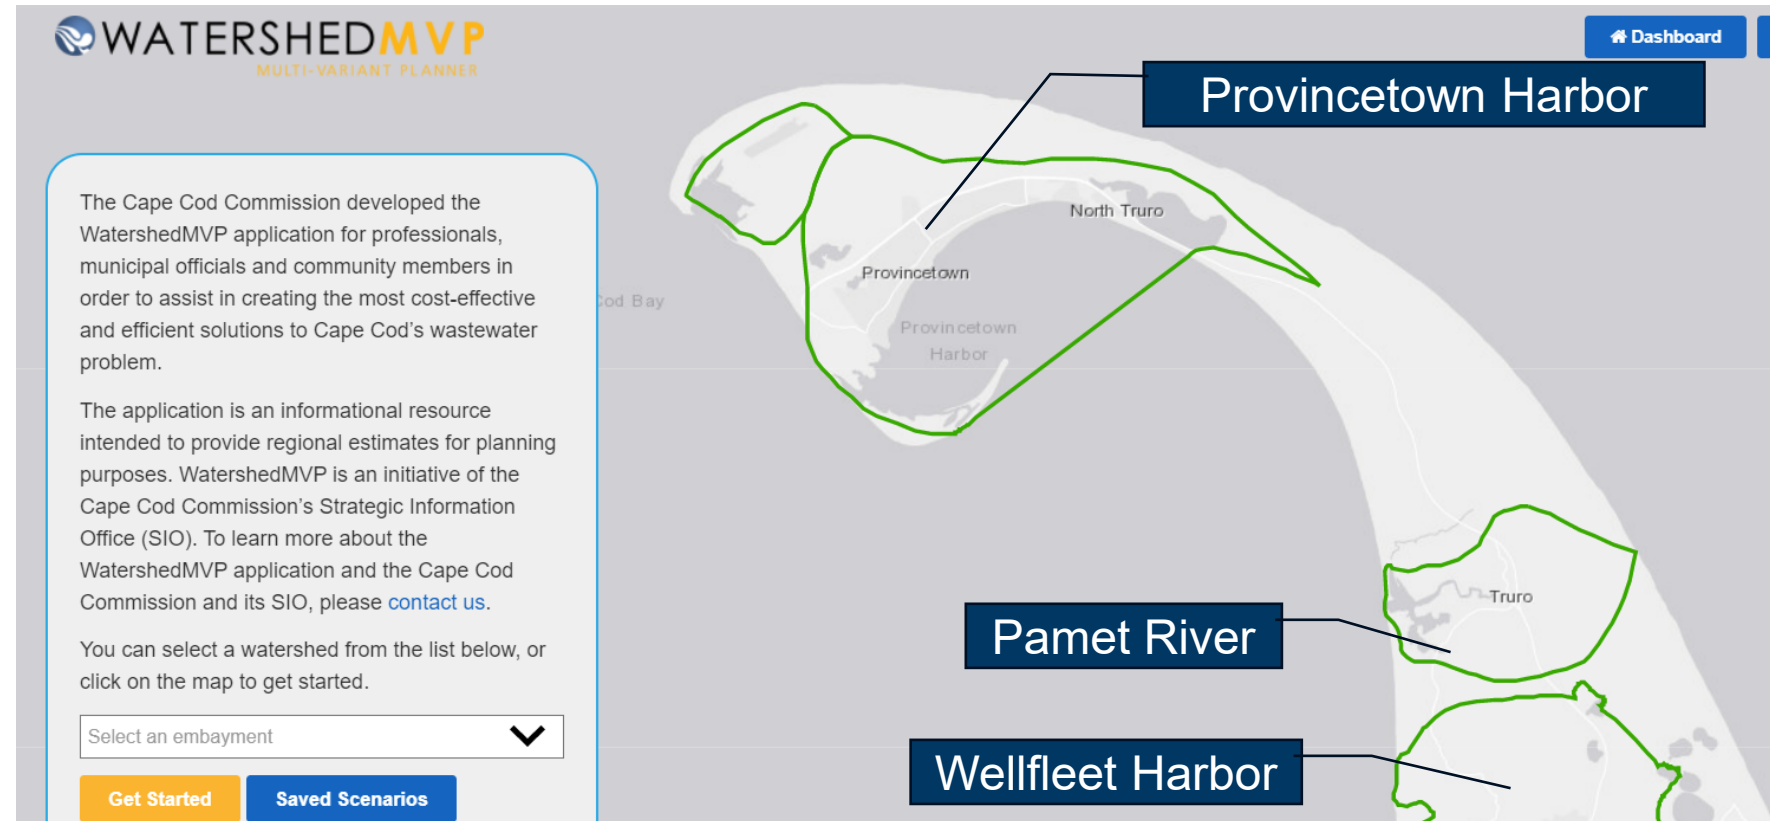 WATERSHEDMVP
MULTI-VARIANT PLANNER
Dashboard
Provincetown Harbor
The Cape Cod Commission developed the
WatershedMVP application for professionals,
municipal officials and community members in
order to assist in creating the most cost-effective
and efficient solutions to Cape Cod's wastewater
problem.
The application is an informational resource
intended to provide regional estimates for planning
purposes. WatershedMVP is an initiative of the
Cape Cod Commission's Strategic Information
Office (SIO). To learn more about the
WatershedMVP application and the Cape Cod
Commission and its SIO, please contact us.
You can select a watershed from the list below, or
click on the map to get started.
Select an embayment
Get Started
Saved Scenarios
North Truro
Provincetown
Cod Bay
Provincetown
Harbor
Truro
Pamet River
Wellfleet Harbor